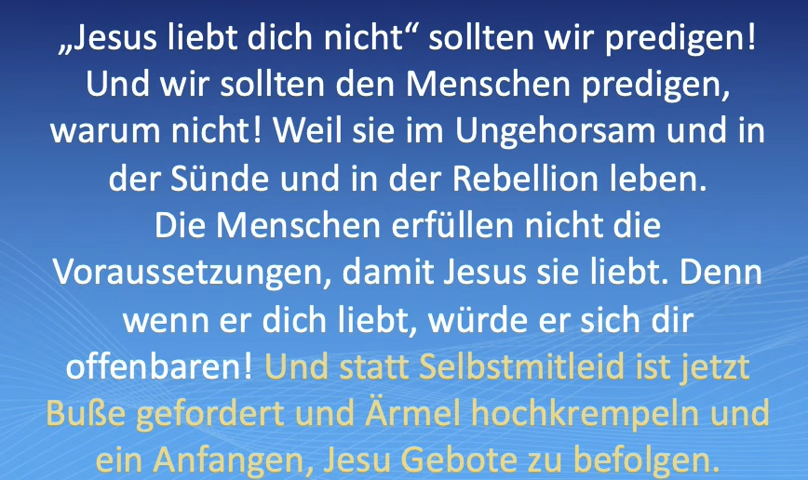 „Jesus liebt dich nicht“ sollten wir predigen!
Und wir sollten den Menschen predigen,
warum nicht! Weil sie im Ungehorsam und in
der Sünde und in der Rebellion leben.
Die Menschen erfüllen nicht die
Voraussetzungen, damit Jesus sie liebt. Denn
wenn er dich liebt, würde er sich dir
offenbaren! Und statt Selbstmitleid ist jetzt
Buße gefordert und Ärmel hochkrempeln und
ein Anfangen, Jesu Gebote zu befolgen.